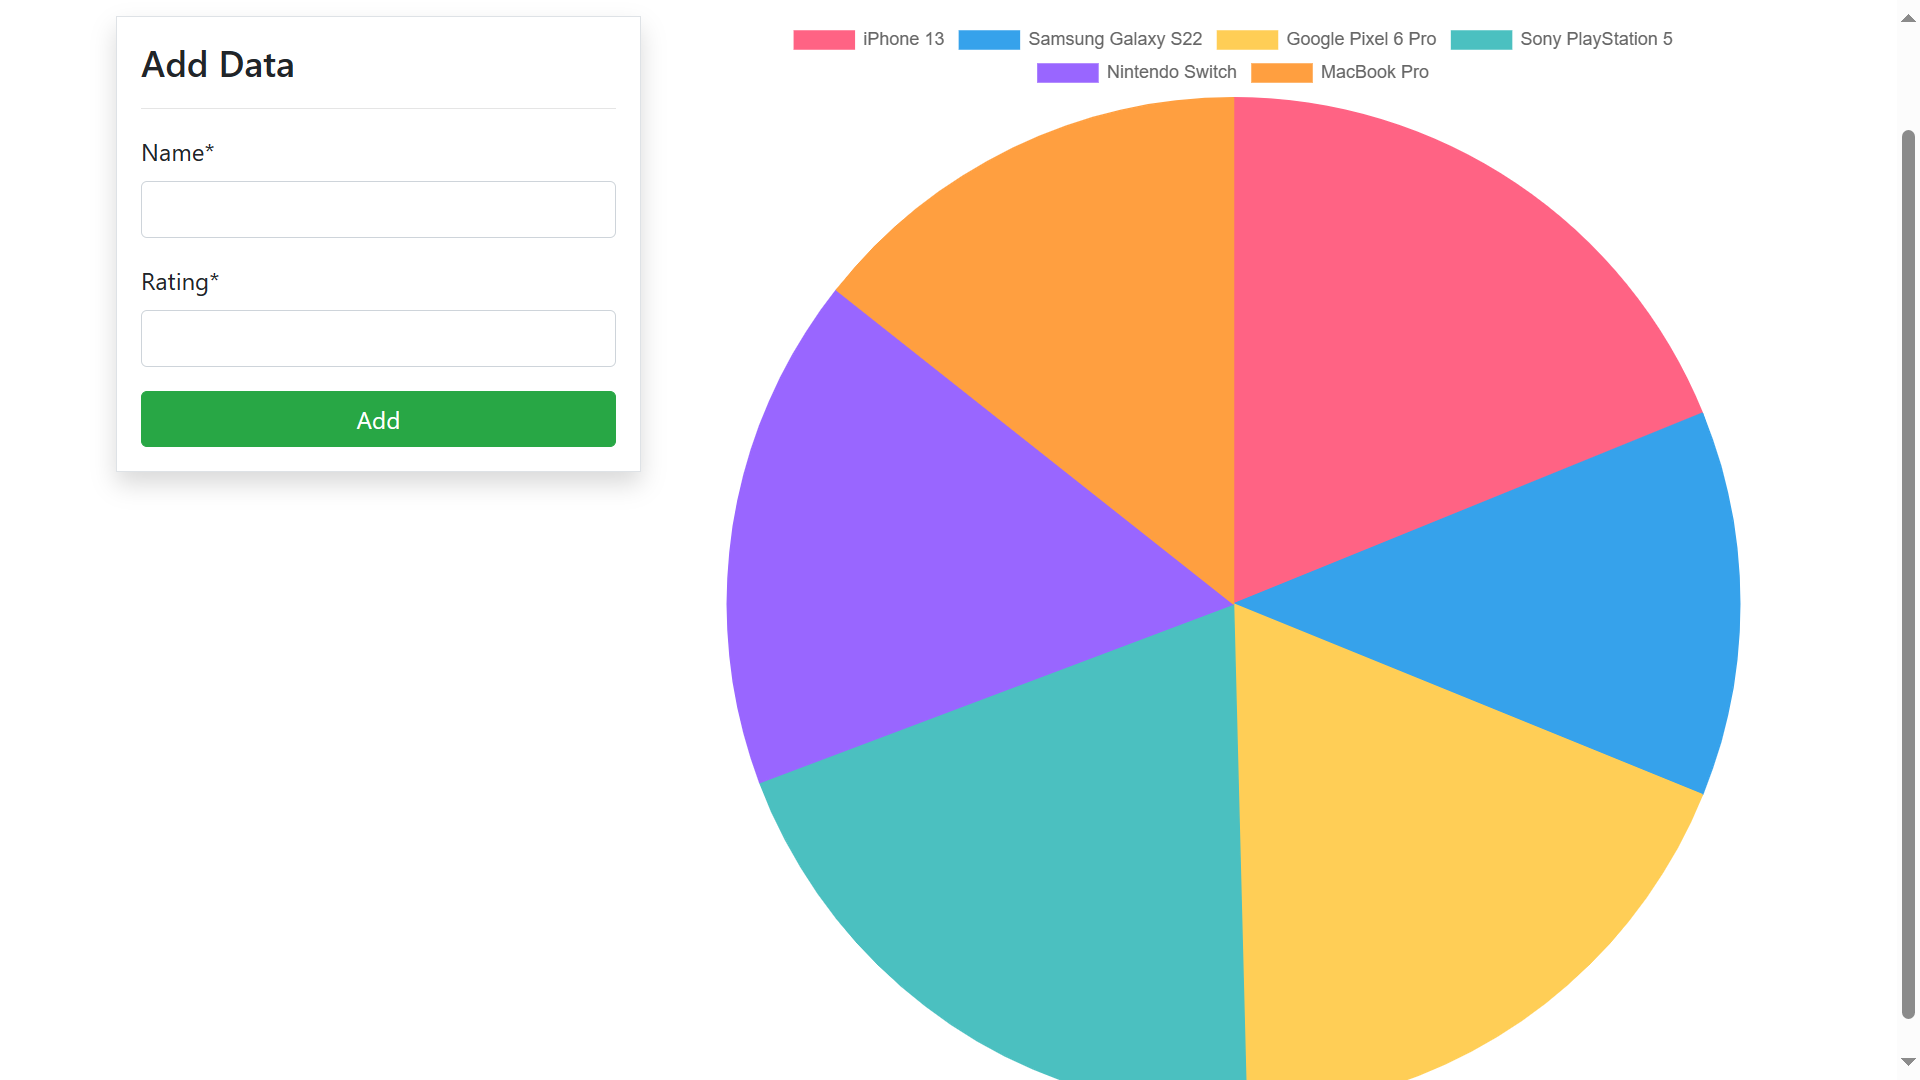 Add Data
Name*
Rating*
Add
iPhone 13 Samsung Galaxy S22 Google Pixel 6 Pro Sony PlayStation 5
Nintendo Switch MacBook Pro